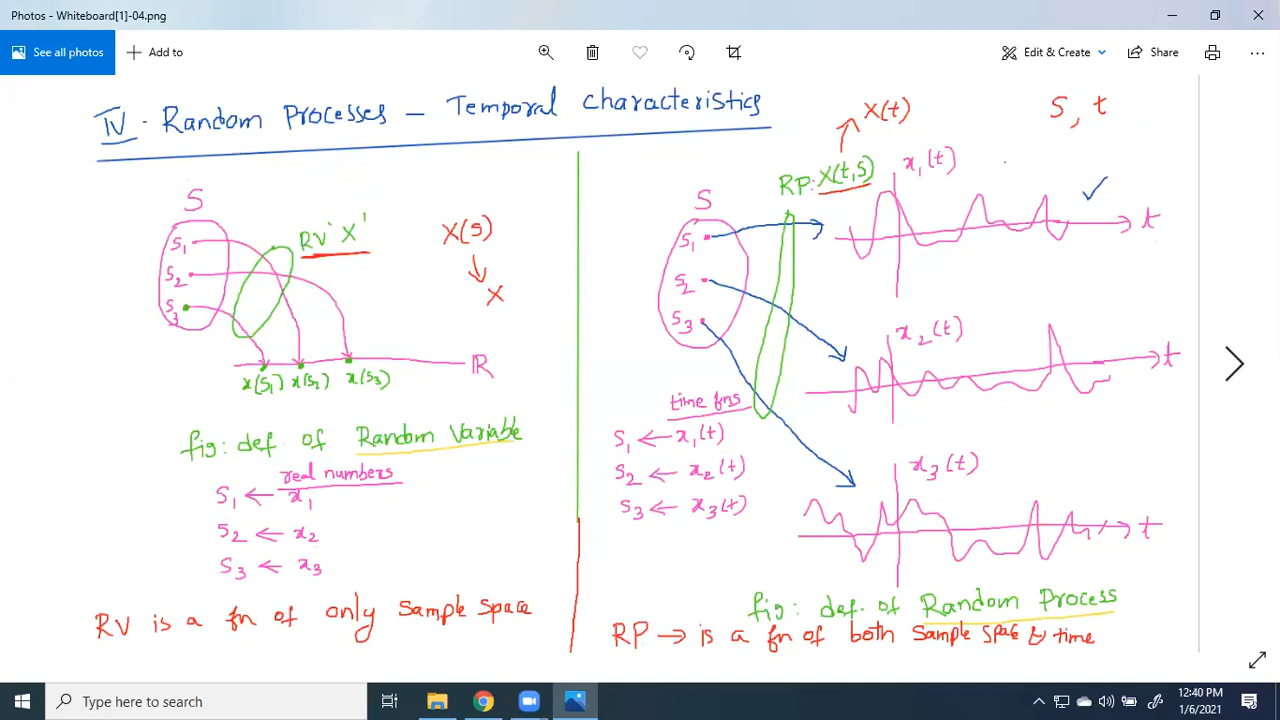 Photos - Whiteboard[1]-04.png
See all photos
Add to
Edit & Create
Share
IV. Random Processes - Temporal Characteristics
S
S1
S2
S3
RV 'X'
X(S)
X
x(S1) x(S2) x(S3)
R
fig: def. of Random Variable
real numbers
S1 ← x1
S2 ← x2
S3 ← x3
RV is a fn of only Sample Space
X(t)
S, t
RP: X(t,S)
S
S1
S2
S3
x1(t)
t
x2(t)
t
x3(t)
t
time fns
S1 ← x1(t)
S2 ← x2(t)
S3 ← x3(t)
fig: def. of Random Process
RP → is a fn of both Sample Space & time
Type here to search
12:40 PM
1/6/2021